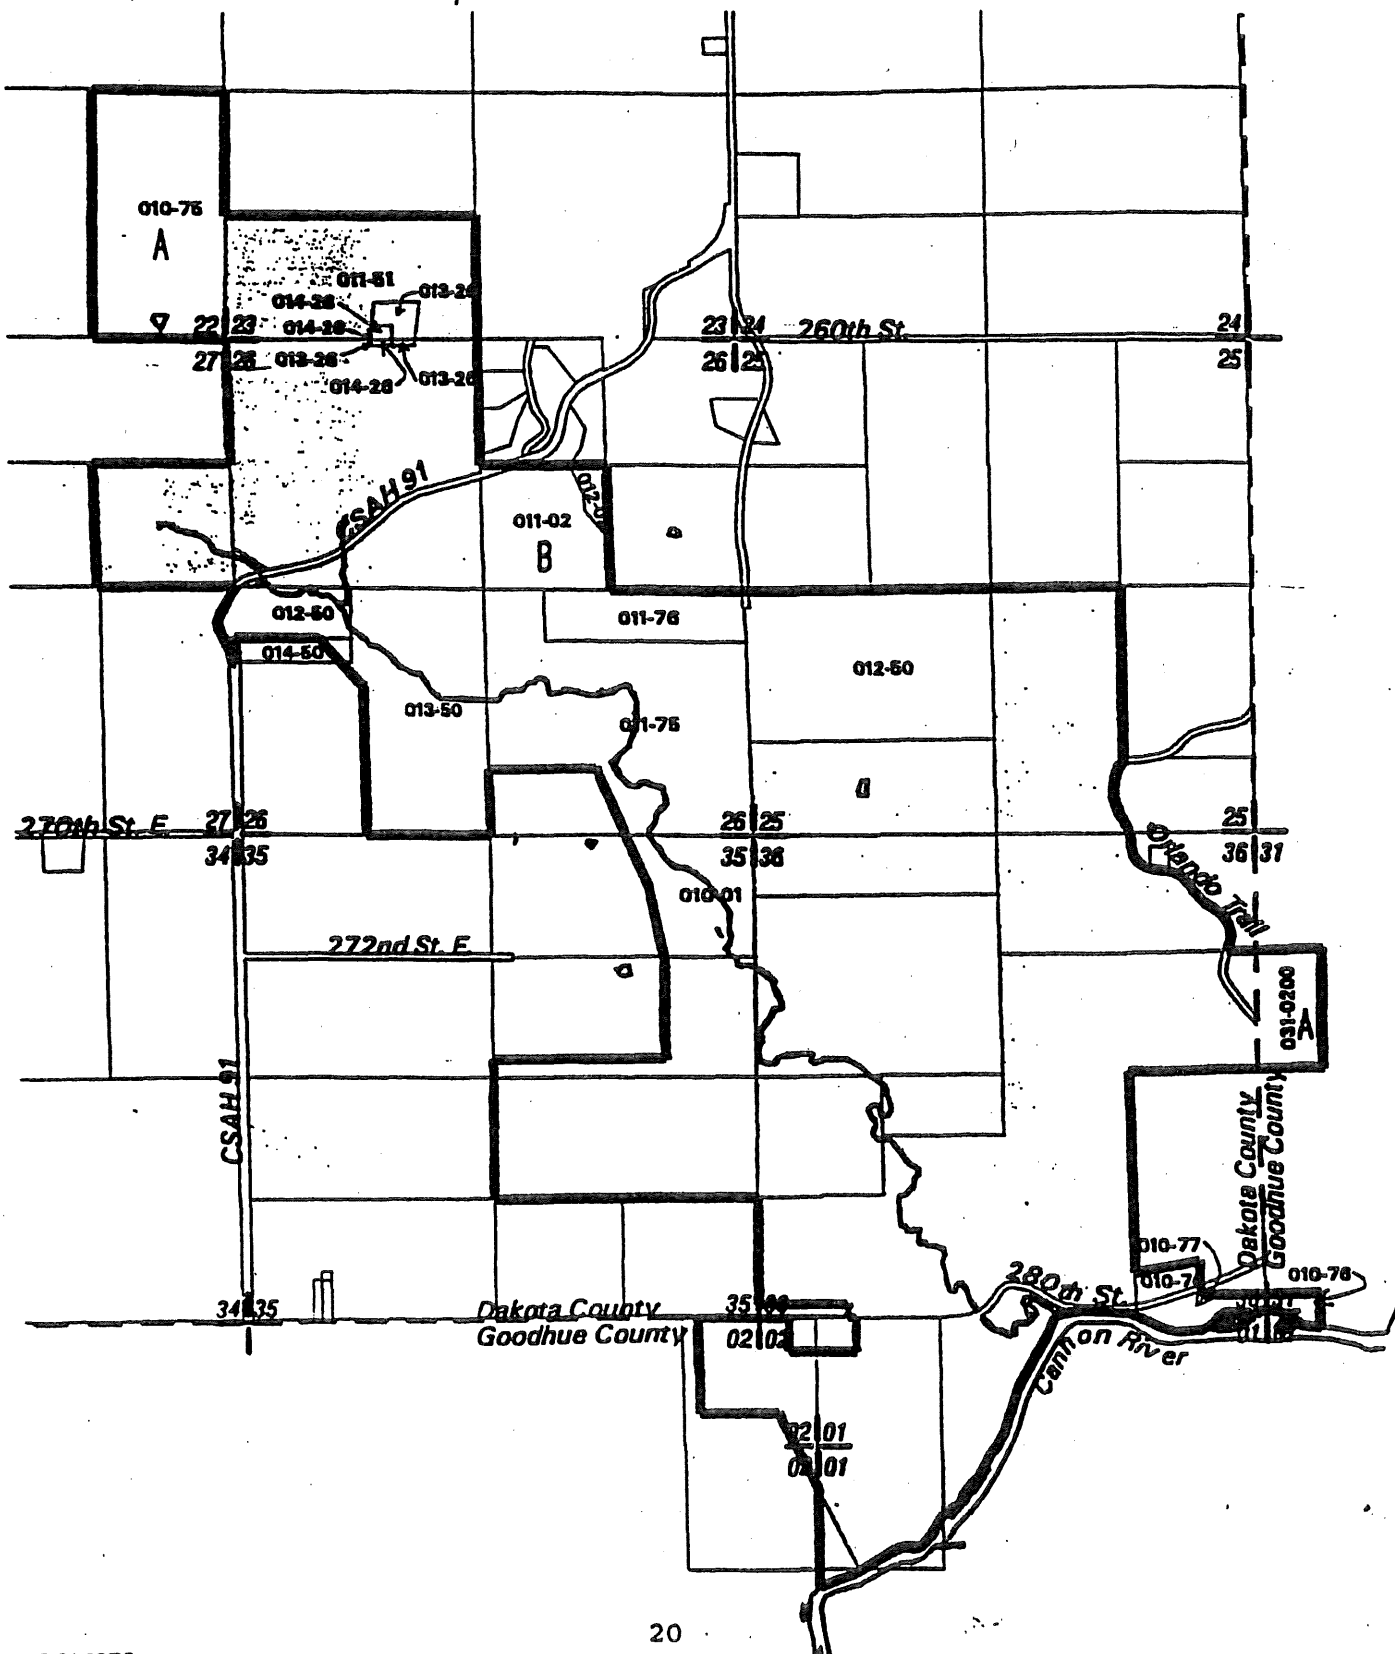 010-75
A
011-51
013-26
014-26
22 23
014-26
23 24
260th St.
24
27 26
013-26
26 25
25
014-26
013-26
CSAH 91
011-02
B
012-50
011-76
014-50
012-50
013-50
011-75
270th St. E.
27 26
26 25
25
34 35
35 36
36 31
Orlando Trail
010-01
272nd St. E.
031-0200
A
CSAH 91
Dakota County
Goodhue County
010-77
280th St.
010-76
34 35
Dakota County
35
Goodhue County
02 02
Cannon River
02 01
01
20